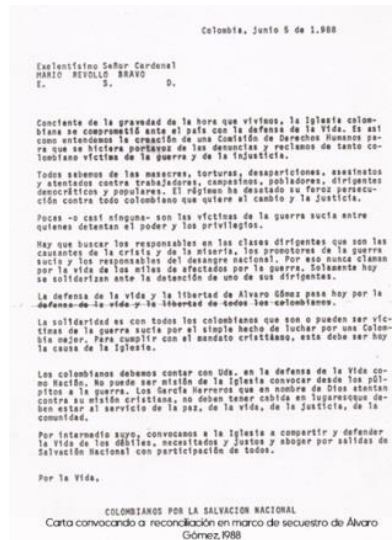 Colombia, junio 5 de 1.988
Exelentísimo Señor Cardenal
MARIO REVOLLO BRAVO
E. S. D.
Conciente de la gravedad de la hora que vivimos, la Iglesia colom-
biana se comprometió ante el país con la defensa de la Vida. Es así
como entendemos la creación de una Comisión de Derechos Humanos pa-
ra que se hiciera portavoz de las denuncias y reclamos de tanto co-
lombiano víctima de la guerra y de la injusticia.
Todos sabemos de las masacres, torturas, desapariciones, asesinatos
y atentados contra trabajadores, campesinos, pobladores, dirigentes
democráticos y populares. El régimen ha desatado su feroz persecu-
ción contra todo colombiano que quiere el cambio y la justicia.
Pocas -o casi ninguna- son las víctimas de la guerra sucia entre
quienes detentan el poder y los privilegios.
Hay que buscar los responsables en las clases dirigentes que son las
causantes de la crisis y de la miseria, los promotores de la guerra
sucia y los responsables del desangre nacional. Por eso nunca claman
por la vida de los miles de afectados por la guerra. Solamente hoy
se solidarizan ante la detención de uno de sus dirigentes.
La defensa de la vida y la libertad de Alvaro Gómez pasa hoy por la
defensa de la vida y la libertad de todos los colombianos.
La solidaridad es con todos los colombianos que son o pueden ser víc-
timas de la guerra sucia por el simple hecho de luchar por una Colom-
bia mejor. Para cumplir con el mandato cristiano, esta debe ser hoy
la causa de la Iglesia.
Los colombianos debemos contar con Uds. en la defensa de la Vida co-
mo Nación. No puede ser misión de la Iglesia convocar desde los púl-
pitos a la guerra. Los García Herreros que en nombre de Dios atentan
contra su misión cristiana, no deben tener cabida en lugaresque de-
ben estar al servicio de la paz, de la vida, de la justicia, de la
comunidad.
Por intermedio suyo, convocamos a la Iglesia a compartir y defender
la Vida de los débiles, necesitados y justos y abogar por salidas de
Salvación Nacional con participación de todos.
Por la Vida,
COLOMBIANOS POR LA SALVACION NACIONAL
Carta convocando a reconciliación en marco de secuestro de Álvaro
Gómez, 1988